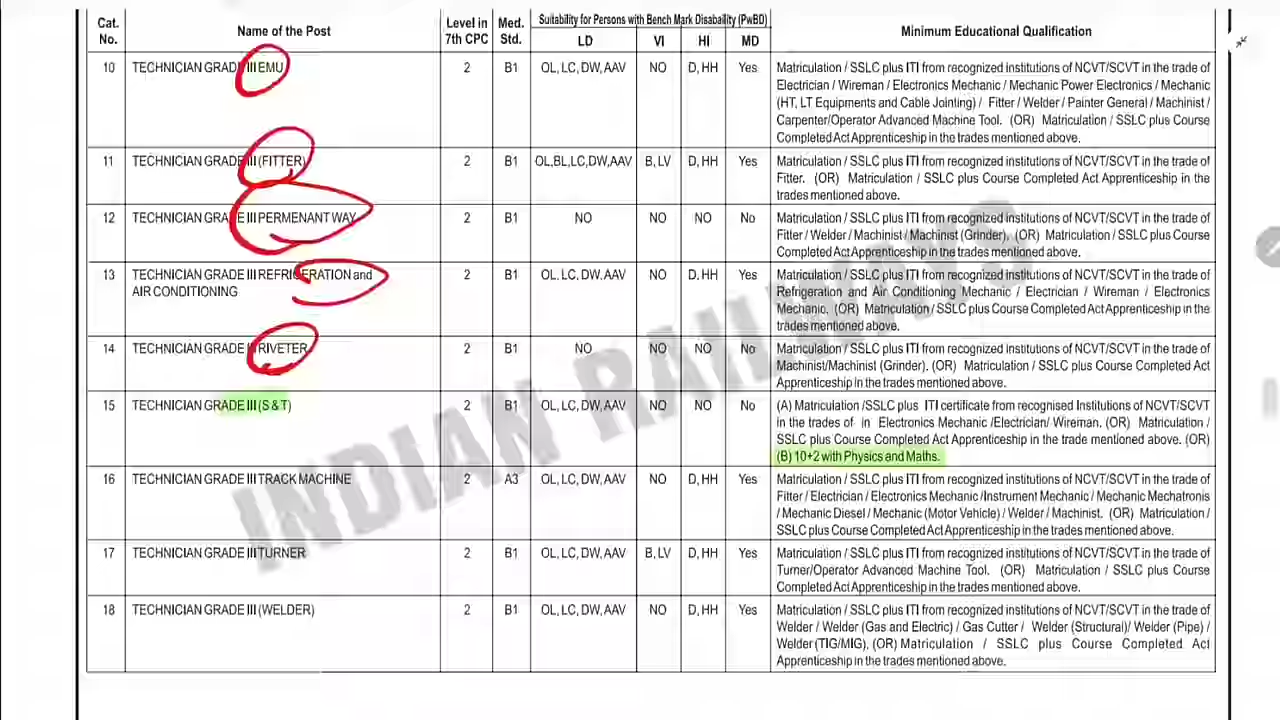 Cat. No. Name of the Post Level in 7th CPC Med. Std. Suitability for Persons with Bench Mark Disability (PwBD) Minimum Educational Qualification
LD VI HI MD
10 TECHNICIAN GRADE III EMU 2 B1 OL, LC, DW, AAV NO D, HH Yes Matriculation / SSLC plus ITI from recognized institutions of NCVT/SCVT in the trade of
Electrician / Wireman / Electronics Mechanic / Mechanic Power Electronics / Mechanic
(HT, LT Equipments and Cable Jointing) / Fitter / Welder / Painter General / Machinist /
Carpenter/Operator Advanced Machine Tool. (OR) Matriculation / SSLC plus Course
Completed Act Apprenticeship in the trades mentioned above.
11 TECHNICIAN GRADE III (FITTER) 2 B1 OL,BL,LC,DW,AAV B, LV D, HH Yes Matriculation / SSLC plus ITI from recognized institutions of NCVT/SCVT in the trade of
Fitter. (OR) Matriculation / SSLC plus Course Completed Act Apprenticeship in the
trades mentioned above.
12 TECHNICIAN GRADE III PERMENANT WAY 2 B1 NO NO NO No Matriculation / SSLC plus ITI from recognized institutions of NCVT/SCVT in the trade of
Fitter / Welder / Machinist / Machinist (Grinder). (OR) Matriculation / SSLC plus Course
Completed Act Apprenticeship in the trades mentioned above.
13 TECHNICIAN GRADE III REFRIGERATION and 2 B1 OL, LC, DW, AAV NO D, HH Yes Matriculation / SSLC plus ITI from recognized institutions of NCVT/SCVT in the trade of
AIR CONDITIONING Refrigeration and Air Conditioning Mechanic / Electrician / Wireman / Electronics
Mechanic. (OR) Matriculation / SSLC plus Course Completed Act Apprenticeship in the
trades mentioned above.
14 TECHNICIAN GRADE III RIVETER 2 B1 NO NO NO No Matriculation / SSLC plus ITI from recognized institutions of NCVT/SCVT in the trade of
Machinist/Machinist (Grinder). (OR) Matriculation / SSLC plus Course Completed Act
Apprenticeship in the trades mentioned above.
15 TECHNICIAN GRADE III (S & T) 2 B1 OL, LC, DW, AAV NO NO No (A) Matriculation /SSLC plus ITI certificate from recognised Institutions of NCVT/SCVT
In the trades of in Electronics Mechanic /Electrician/ Wireman. (OR) Matriculation /
SSLC plus Course Completed Act Apprenticeship in the trade mentioned above. (OR)
(B) 10+2 with Physics and Maths.
16 TECHNICIAN GRADE III TRACK MACHINE 2 A3 OL, LC, DW, AAV NO D, HH Yes Matriculation / SSLC plus ITI from recognized institutions of NCVT/SCVT in the trade of
Fitter / Electrician / Electronics Mechanic /Instrument Mechanic / Mechanic Mechatronis
/ Mechanic Diesel / Mechanic (Motor Vehicle) / Welder / Machinist. (OR) Matriculation /
SSLC plus Course Completed Act Apprenticeship in the trades mentioned above.
17 TECHNICIAN GRADE III TURNER 2 B1 OL, LC, DW, AAV B, LV D, HH Yes Matriculation / SSLC plus ITI from recognized institutions of NCVT/SCVT in the trade of
Turner/Operator Advanced Machine Tool. (OR) Matriculation / SSLC plus Course
Completed Act Apprenticeship in the trades mentioned above.
18 TECHNICIAN GRADE III (WELDER) 2 B1 OL, LC, DW, AAV NO D, HH Yes Matriculation / SSLC plus ITI from recognized institutions of NCVT/SCVT in the trade of
Welder / Welder (Gas and Electric) / Gas Cutter / Welder (Structural)/ Welder (Pipe) /
Welder (TIG/MIG). (OR) Matriculation / SSLC plus Course Completed Act
Apprenticeship in the trades mentioned above.
INDIAN RAILWAYS